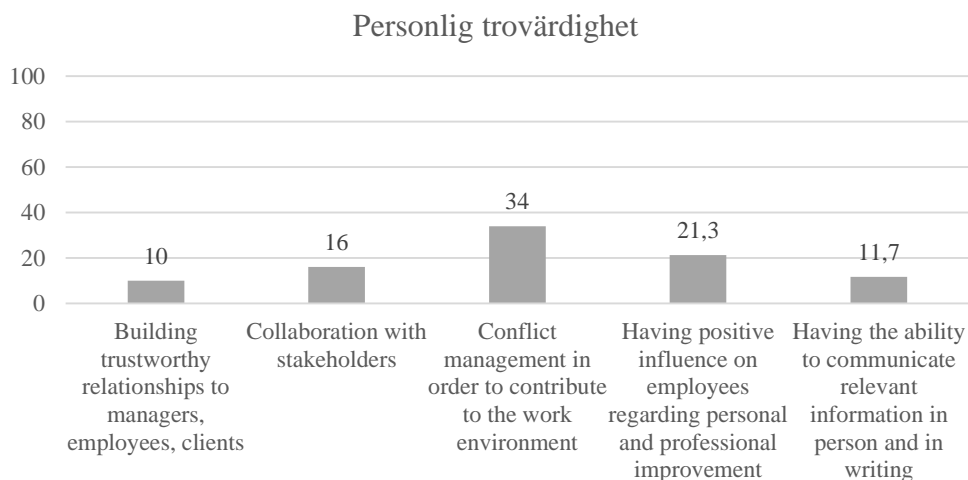 Personlig trovärdighet
100
80
60
40
20
0
10
16
34
21,3
11,7
Building
trustworthy
relationships to
managers,
employees, clients
Collaboration with
stakeholders
Conflict
management in
order to contribute
to the work
environment
Having positive
influence on
employees
regarding personal
and professional
improvement
Having the ability
to communicate
relevant
information in
person and in
writing